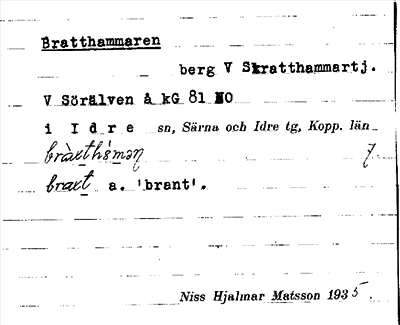 Bratthammaren
berg V Skratthammartj.
V Sörälven å kG 81 NO
i Idre sn, Särna och Idre tg, Kopp. län
7.
a. 'brant'.
Niss Hjalmar Matsson 1935.